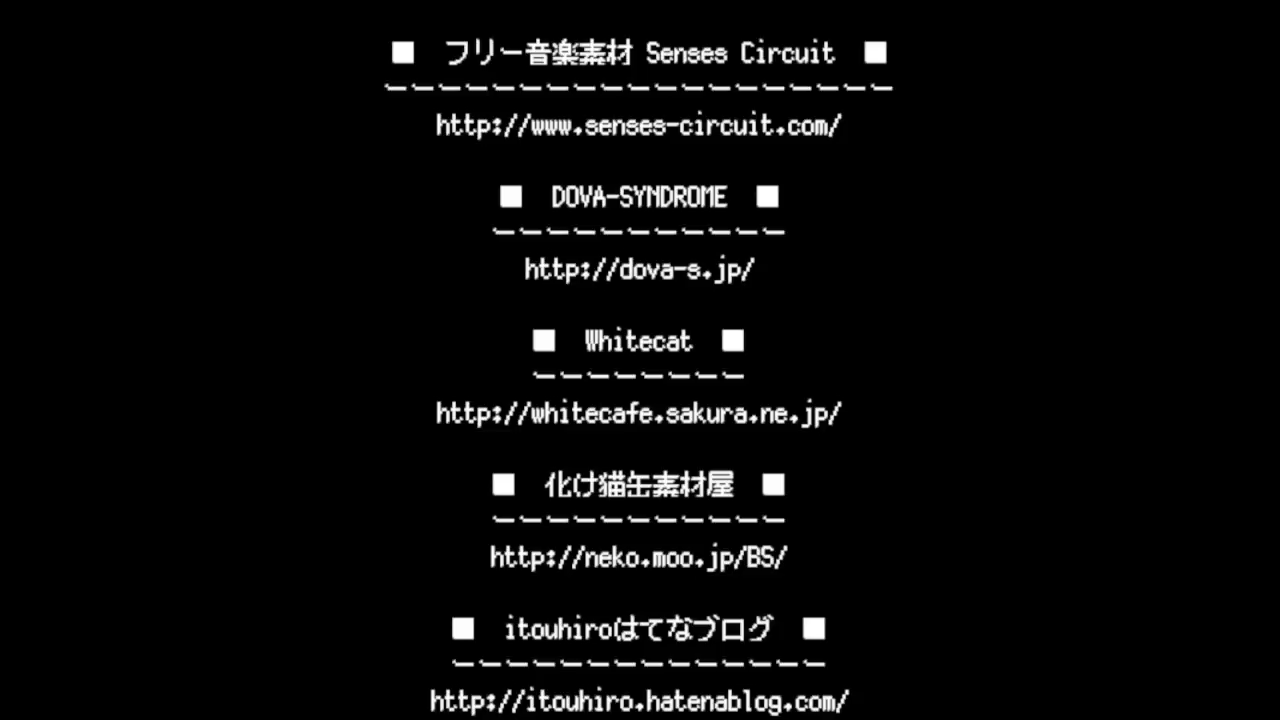 ■ フリー音楽素材 Senses Circuit ■
http://www.senses-circuit.com/
■ DOVA-SYNDROME ■
http://dova-s.jp/
■ Whitecat ■
http://whitecafe.sakura.ne.jp/
■ 化け猫缶素材屋 ■
http://neko.moo.jp/BS/
■ itouhiroはてなブログ ■
http://itouhiro.hatenablog.com/